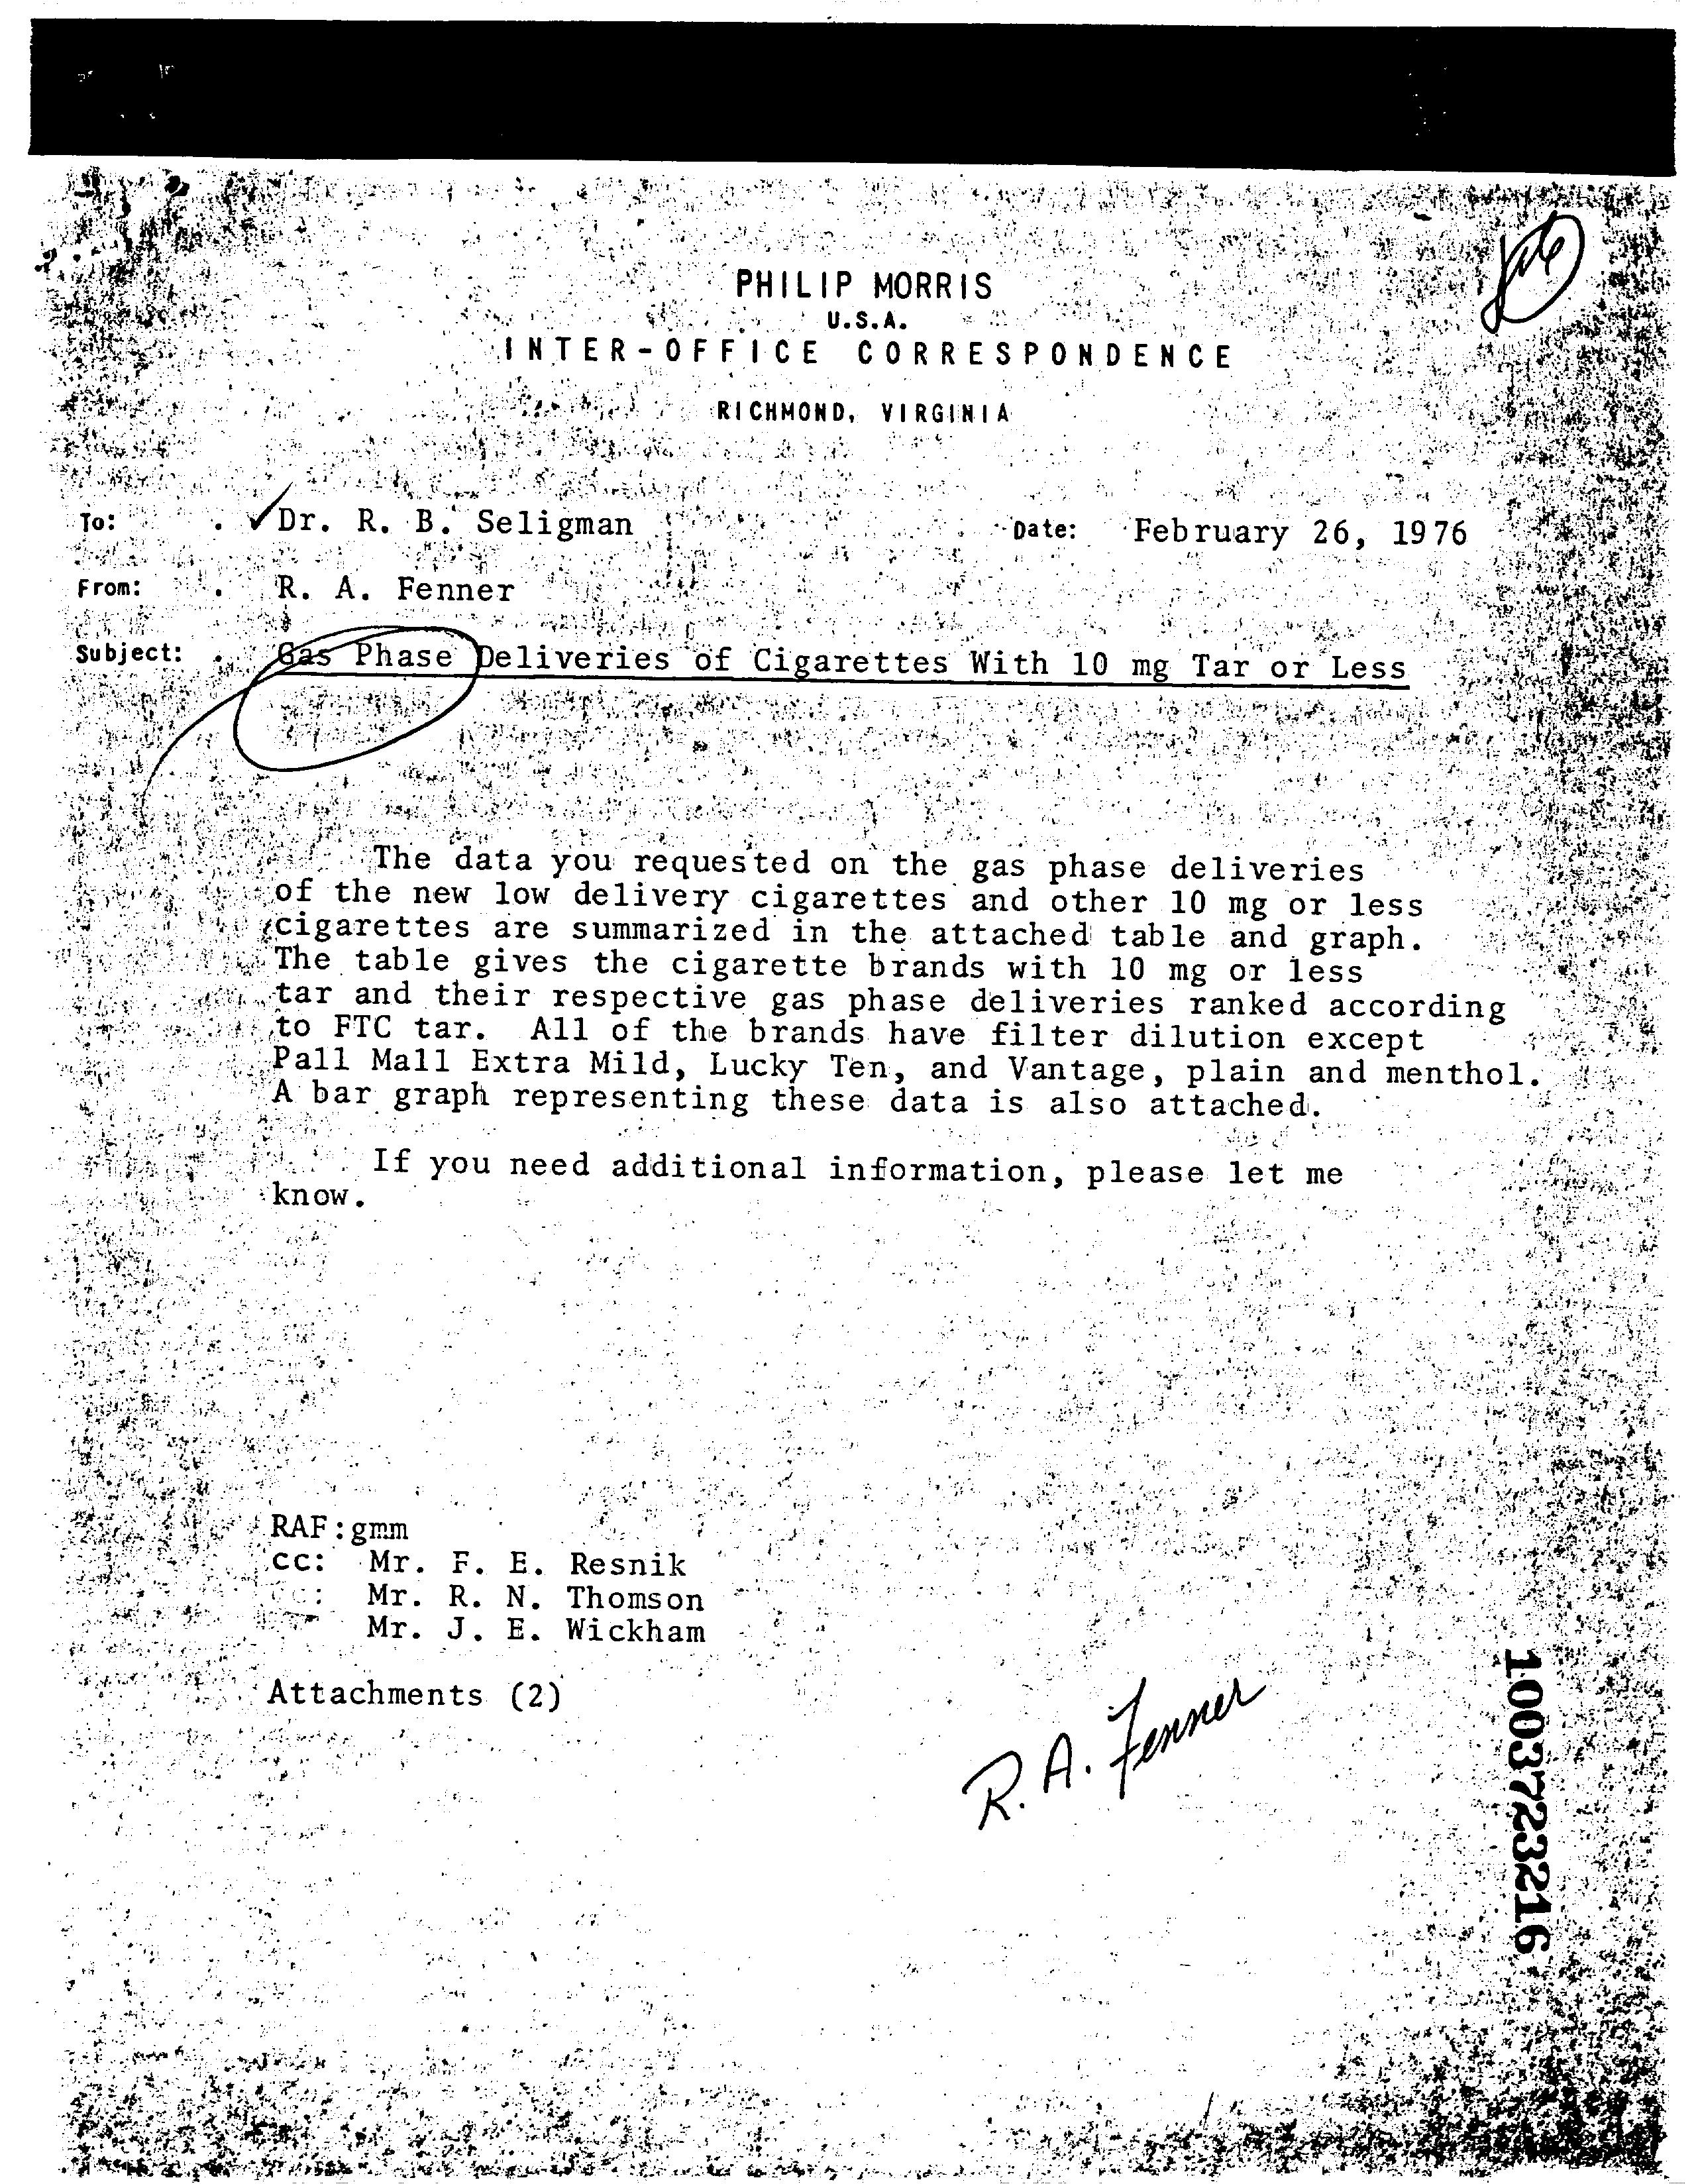 PHILIP MORRIS
U.S.A.
INTER-OFFICE CORRESPONDENCE
RICHMOND, VIRGINIA
To: Dr. R. B. Seligman Date: February 26, 1976
From: R. A. Fenner
Subject: Gas Phase Deliveries of Cigarettes With 10 mg Tar or Less
The data you requested on the gas phase deliveries
of the new low delivery cigarettes and other 10 mg or less
cigarettes are summarized in the attached table and graph.
The table gives the cigarette brands with 10 mg or less
tar and their respective gas phase deliveries ranked according
to FTC tar. All of the brands have filter dilution except
Pall Mall Extra Mild, Lucky Ten, and Vantage, plain and menthol.
A bar graph representing these data is also attached.
If you need additional information, please let me
know.
RAF:gmm
cc: Mr. F. E. Resnik
cc: Mr. R. N. Thomson
Mr. J. E. Wickham
Attachments (2)
R. A. Fenner
1003723216